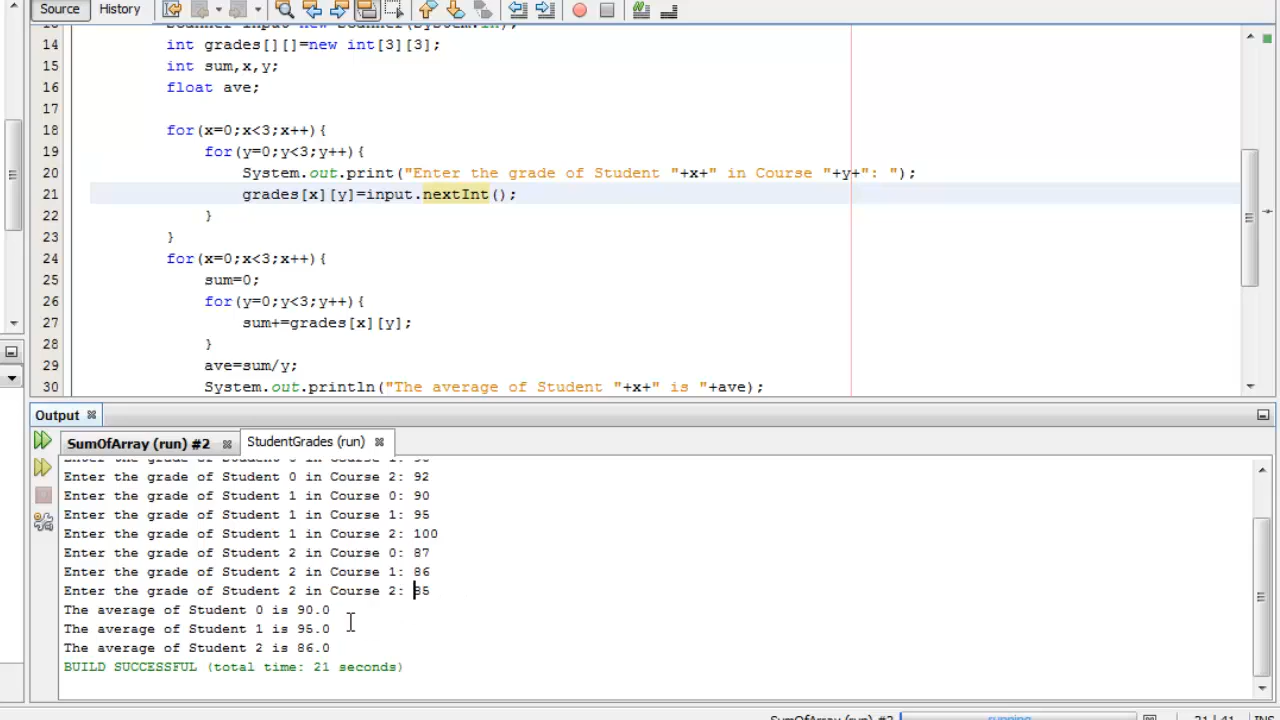 Source History
14 int grades[][]=new int[3][3];
15 int sum,x,y;
16 float ave;
17
18 for(x=0;x<3;x++){
19 for(y=0;y<3;y++){
20 System.out.print("Enter the grade of Student "+x+" in Course "+y+": ");
21 grades[x][y]=input.nextInt();
22 }
23 }
24 for(x=0;x<3;x++){
25 sum=0;
26 for(y=0;y<3;y++){
27 sum+=grades[x][y];
28 }
29 ave=sum/y;
30 System.out.println("The average of Student "+x+" is "+ave);
Output
SumOfArray (run) #2 StudentGrades (run)
Enter the grade of Student 0 in Course 2: 92
Enter the grade of Student 1 in Course 0: 90
Enter the grade of Student 1 in Course 1: 95
Enter the grade of Student 1 in Course 2: 100
Enter the grade of Student 2 in Course 0: 87
Enter the grade of Student 2 in Course 1: 86
Enter the grade of Student 2 in Course 2: 85
The average of Student 0 is 90.0
The average of Student 1 is 95.0
The average of Student 2 is 86.0
BUILD SUCCESSFUL (total time: 21 seconds)